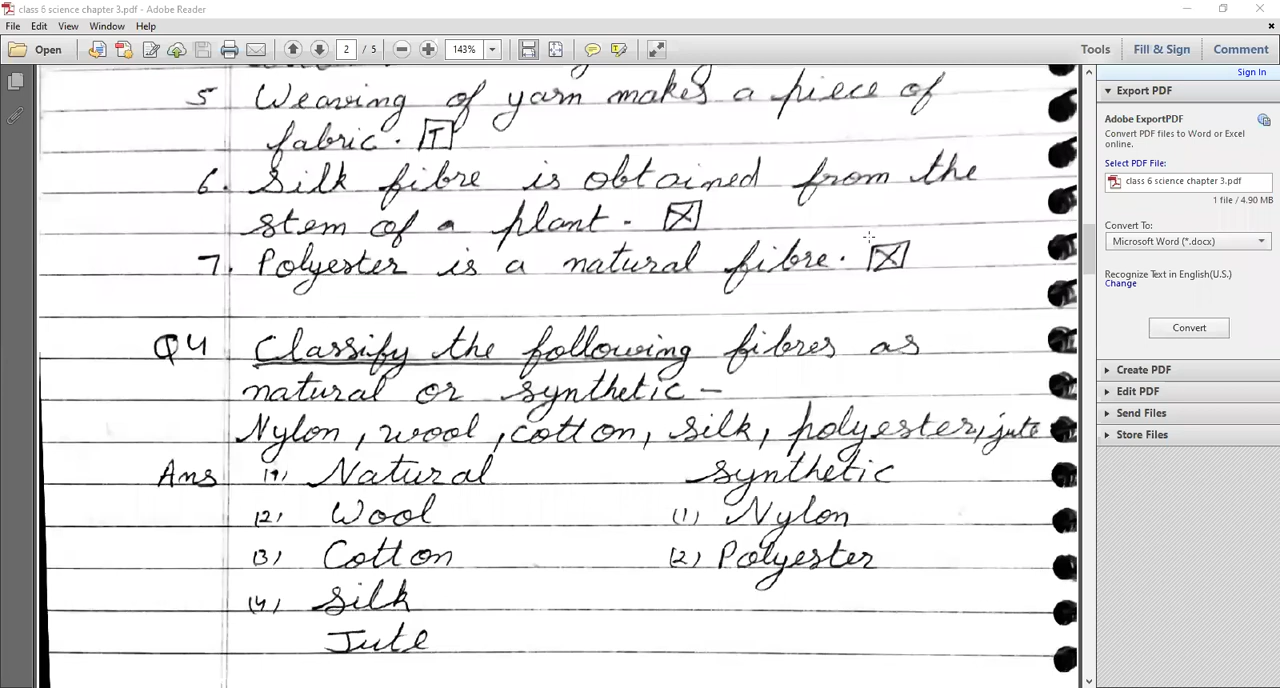 class 6 science chapter 3.pdf - Adobe Reader
File Edit View Window Help
Open 2 / 5 143% Tools Fill & Sign Comment
Sign In
Export PDF
Adobe ExportPDF
Convert PDF files to Word or Excel
online.
Select PDF File:
class 6 science chapter 3.pdf
1 file / 4.90 MB
Convert To:
Microsoft Word (*.docx)
Recognize Text in English(U.S.)
Change
Convert
Create PDF
Edit PDF
Send Files
Store Files
5 Weaving of yarn makes a piece of
fabric. T
6. Silk fibre is obtained from the
stem of a plant. X
7. Polyester is a natural fibre. X
Q4 Classify the following fibres as
natural or synthetic -
Nylon, wool, cotton, silk, polyester, jute
Ans (1) Natural synthetic
(2) Wool (1) Nylon
(3) Cotton (2) Polyester
(4) Silk
Jute